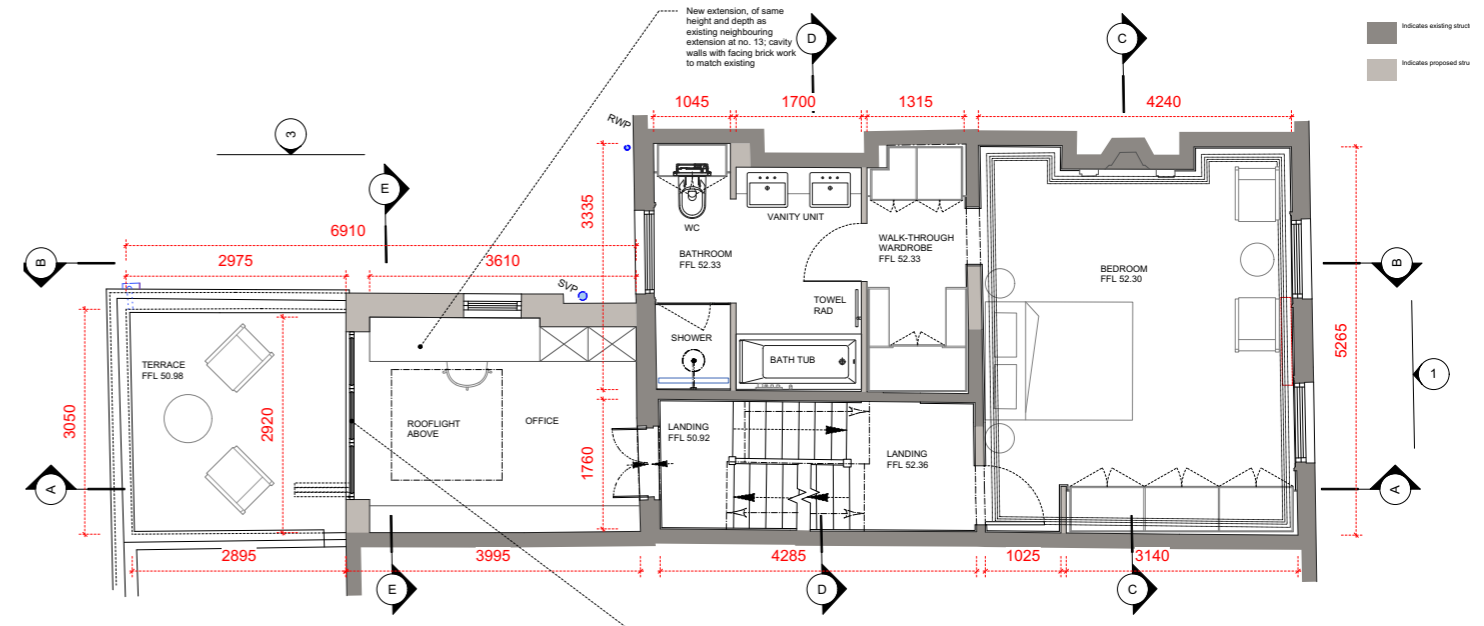 New extension, of same
height and depth as
existing neighbouring
extension at no. 13; cavity
walls with facing brick work
to match existing
Indicates existing struct
Indicates proposed stru
D
C
1045
1700
1315
4240
RWP
3
E
3335
WC
VANITY UNIT
6910
BATHROOM
FFL 52.33
WALK-THROUGH
WARDROBE
FFL 52.33
BEDROOM
FFL 52.30
B
2975
3610
B
SVP
TOWEL
RAD
SHOWER
BATH TUB
5265
1
TERRACE
FFL 50.98
3050
2920
ROOFLIGHT
ABOVE
OFFICE
1760
LANDING
FFL 50.92
LANDING
FFL 52.36
A
A
2895
3995
4285
1025
3140
E
D
C